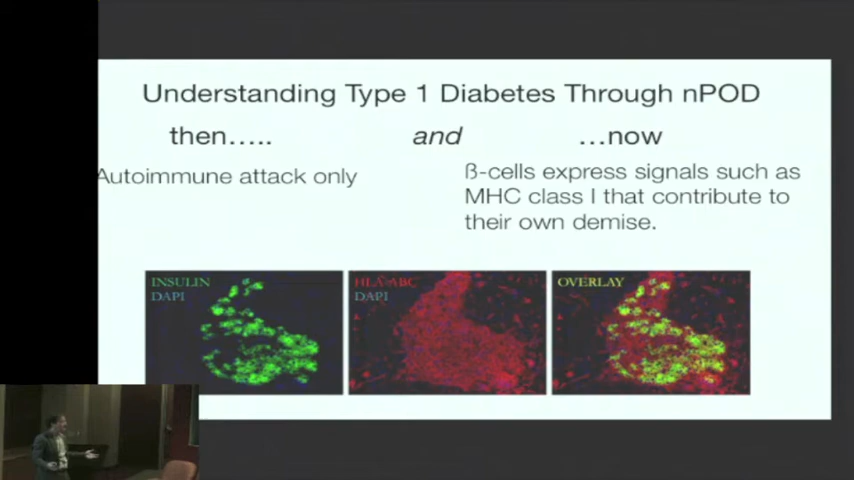 Understanding Type 1 Diabetes Through nPOD
then….. and …now
Autoimmune attack only
ß-cells express signals such as
MHC class I that contribute to
their own demise.
INSULIN
DAPI
HLA-ABC
DAPI
OVERLAY